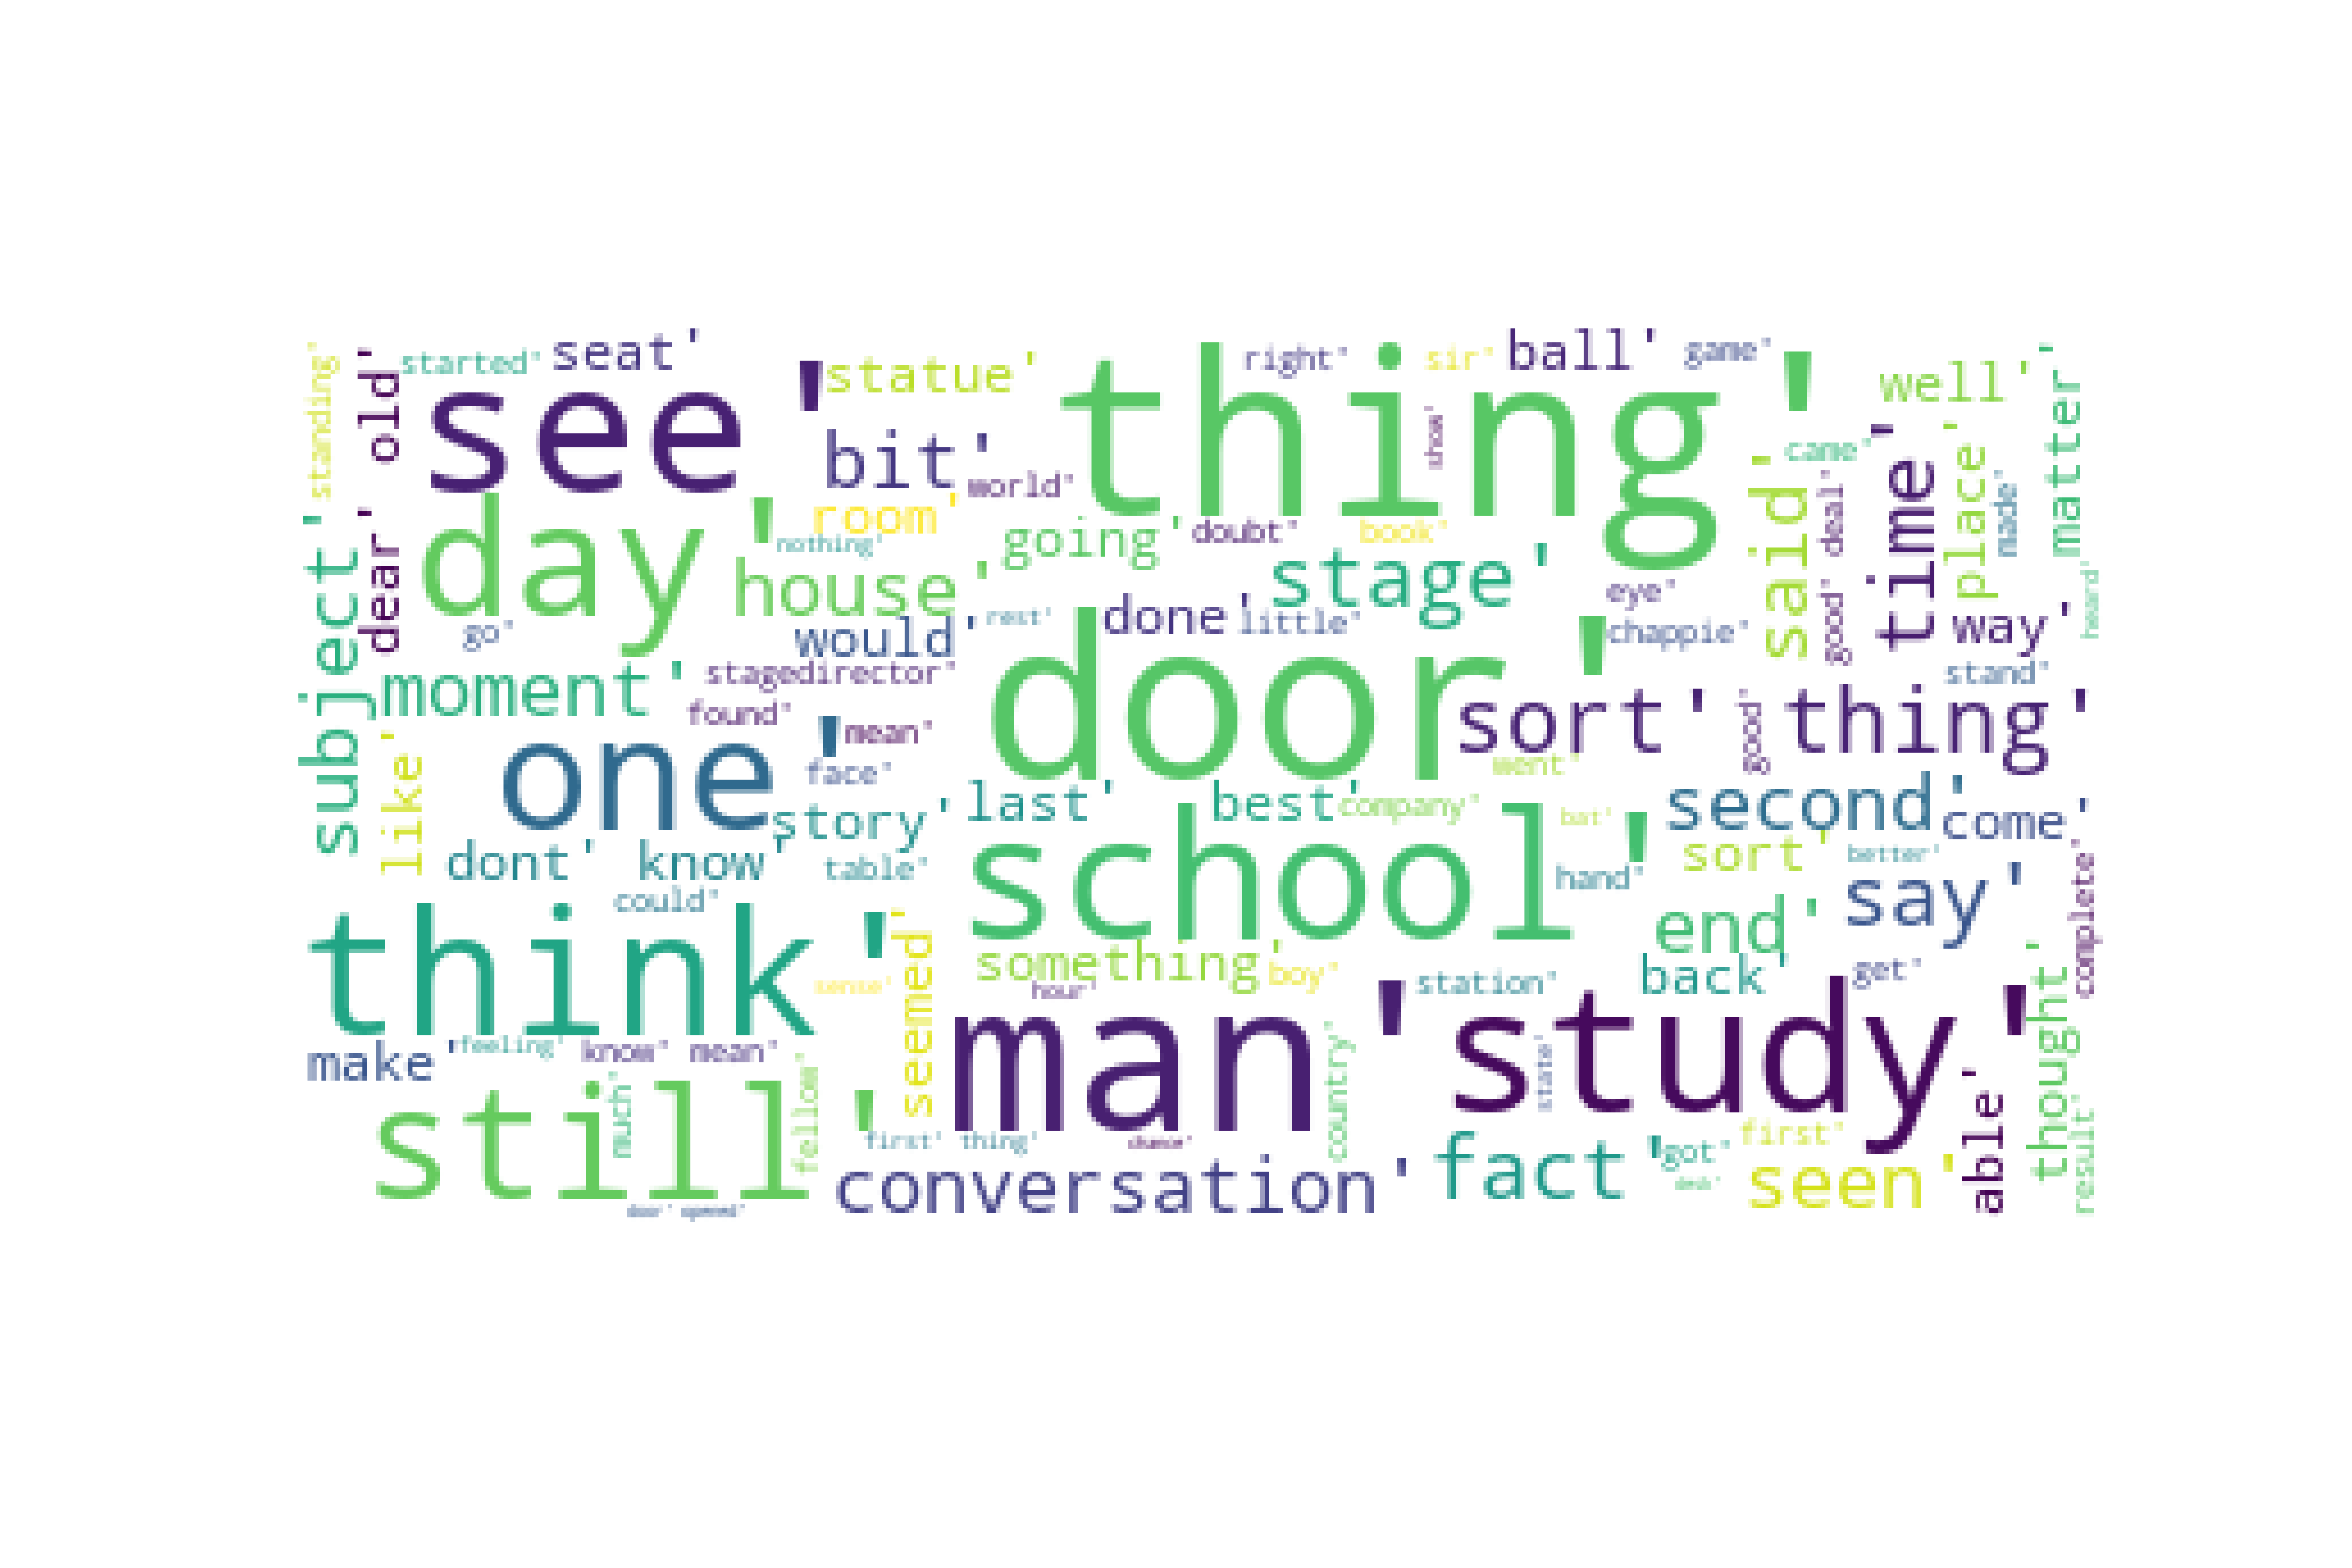 standing'
dear' old'
started'
seat'
see'
statue'
thing'
right'
sir'
ball'
game'
well'
matter'
bit'
world'
show'
came'
time'
place'
said'
good' deal'
made'
day'
room'
nothing'
going'
doubt'
book'
subject'
house'
stage'
eye'
heard'
go'
would'
rest'
done'
little'
chappie'
way'
moment'
stagedirector'
door'
stand'
found'
sort' thing'
good'
one'
mean'
face'
went'
like'
story'
last'
best'
company'
bat'
second'
come'
dont' know'
table'
school'
hand'
sort'
better'
say'
complete'
could'
think'
seemed'
end'
something'
boy'
station'
back'
get'
thought'
sense'
hour'
man'
study'
make'
feeling'
know' mean'
country'
state'
still'
much'
fellow'
first' thing'
conversation'
fact'
got'
first'
seen'
able'
result'
door' opened'